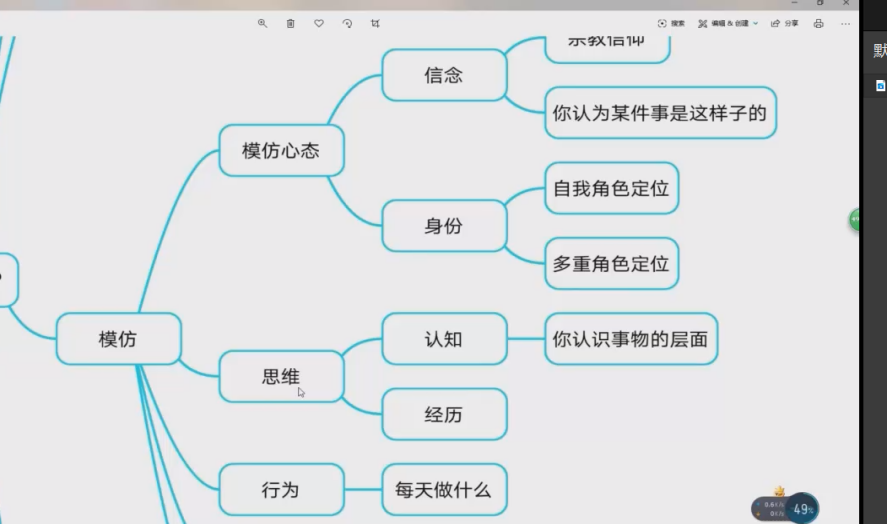 搜索
编辑 & 创建
分享
默
宗教信仰
信念
你认为某件事是这样子的
模仿心态
自我角色定位
身份
多重角色定位
模仿
认知
你认识事物的层面
思维
经历
行为
每天做什么
49%